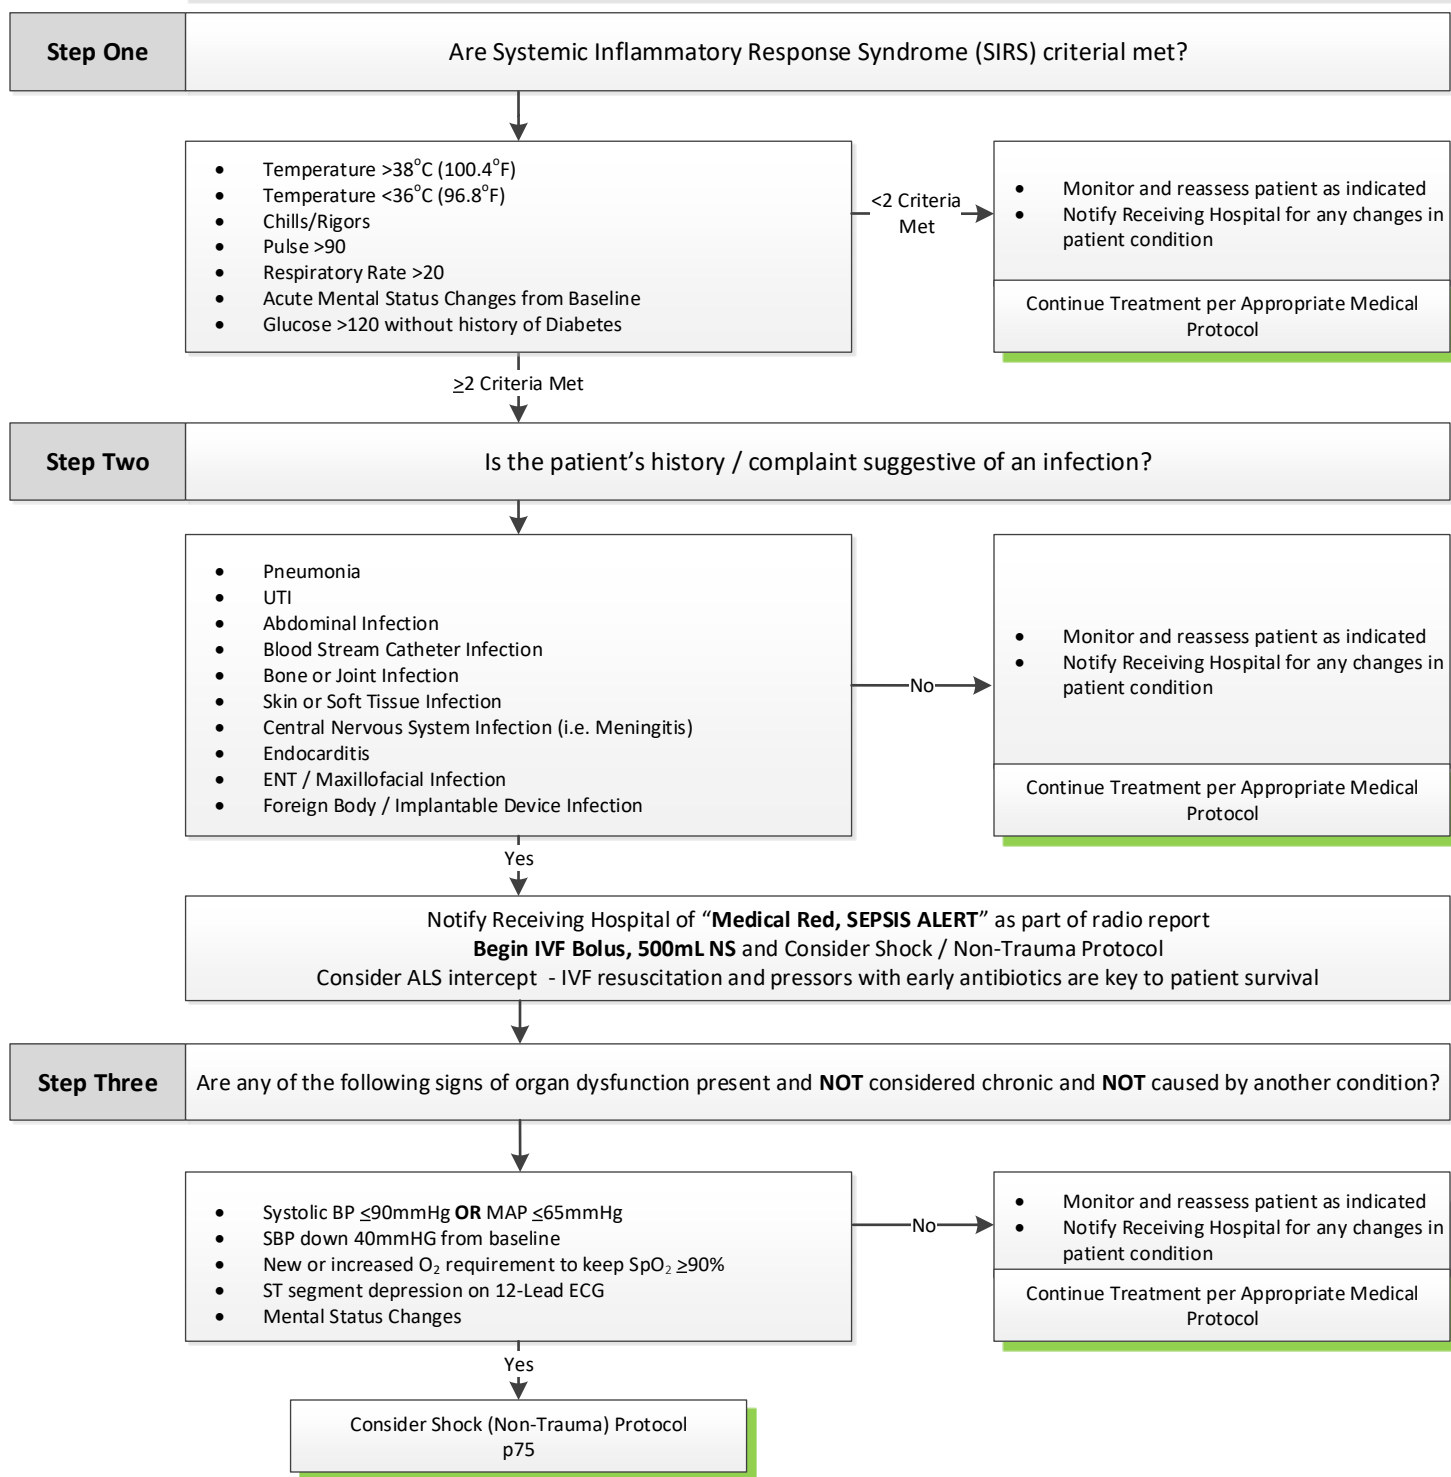 Step One
Are Systemic Inflammatory Response Syndrome (SIRS) criterial met?
• Temperature >38°C (100.4°F)
• Temperature <36°C (96.8°F)
• Chills/Rigors
• Pulse >90
• Respiratory Rate >20
• Acute Mental Status Changes from Baseline
• Glucose >120 without history of Diabetes
<2 Criteria
Met
• Monitor and reassess patient as indicated
• Notify Receiving Hospital for any changes in
patient condition
Continue Treatment per Appropriate Medical
Protocol
≥2 Criteria Met
Step Two
Is the patient’s history / complaint suggestive of an infection?
• Pneumonia
• UTI
• Abdominal Infection
• Blood Stream Catheter Infection
• Bone or Joint Infection
• Skin or Soft Tissue Infection
• Central Nervous System Infection (i.e. Meningitis)
• Endocarditis
• ENT / Maxillofacial Infection
• Foreign Body / Implantable Device Infection
No
• Monitor and reassess patient as indicated
• Notify Receiving Hospital for any changes in
patient condition
Continue Treatment per Appropriate Medical
Protocol
Yes
Notify Receiving Hospital of “Medical Red, SEPSIS ALERT” as part of radio report
Begin IVF Bolus, 500mL NS and Consider Shock / Non-Trauma Protocol
Consider ALS intercept - IVF resuscitation and pressors with early antibiotics are key to patient survival
Step Three
Are any of the following signs of organ dysfunction present and NOT considered chronic and NOT caused by another condition?
• Systolic BP ≤90mmHg OR MAP ≤65mmHg
• SBP down 40mmHG from baseline
• New or increased O₂ requirement to keep SpO₂ ≥90%
• ST segment depression on 12-Lead ECG
• Mental Status Changes
No
• Monitor and reassess patient as indicated
• Notify Receiving Hospital for any changes in
patient condition
Continue Treatment per Appropriate Medical
Protocol
Yes
Consider Shock (Non-Trauma) Protocol
p75